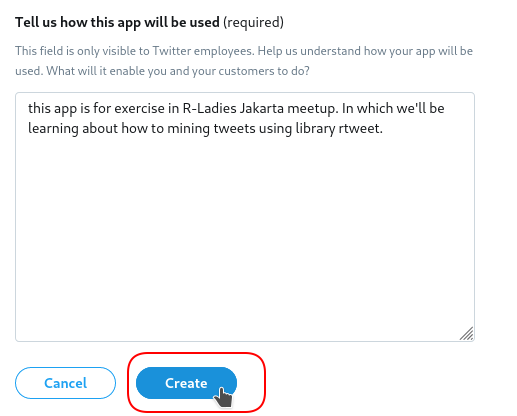 Tell us how this app will be used (required)
This field is only visible to Twitter employees. Help us understand how your app will be
used. What will it enable you and your customers to do?
this app is for exercise in R-Ladies Jakarta meetup. In which we'll be
learning about how to mining tweets using library rtweet.
Cancel
Create